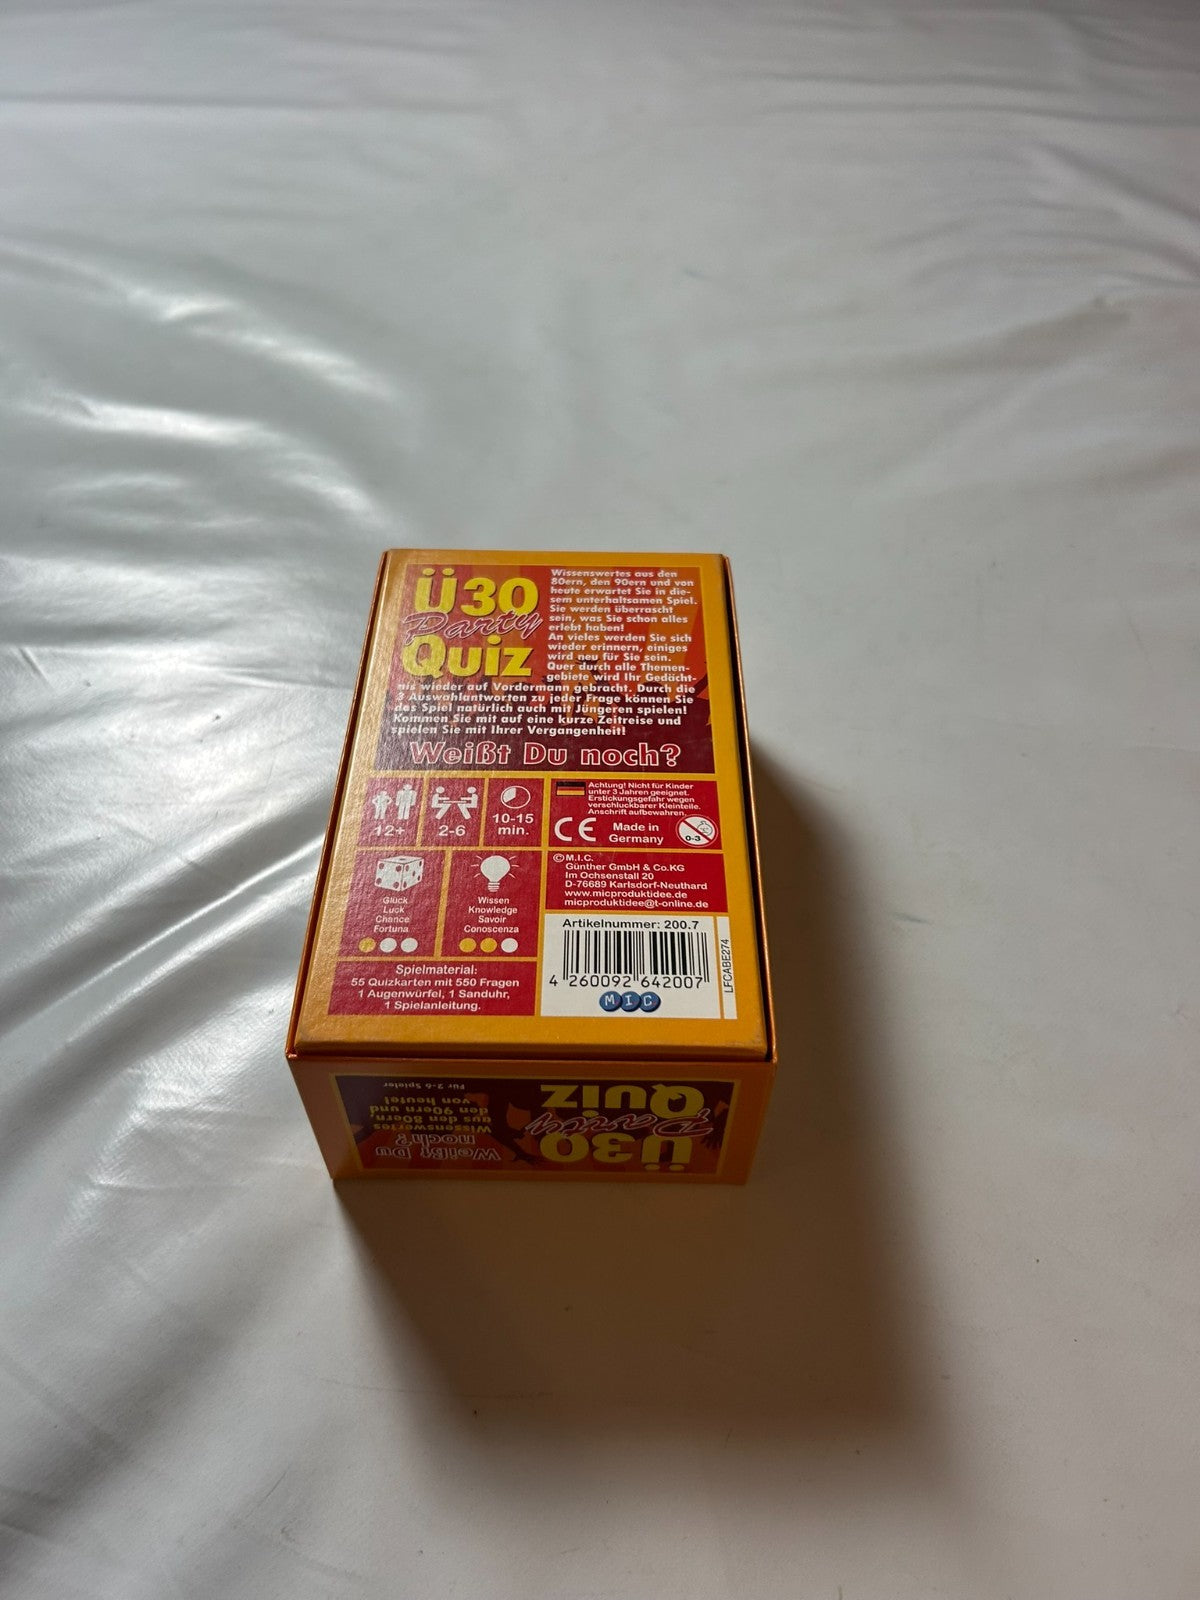 Ü30
Party
Quiz
Wissenswertes aus den
80ern, den 90ern und von
heute erwartet Sie in die-
sem unterhaltsamen Spiel.
Sie werden überrascht
sein, was Sie schon alles
erlebt haben!
An vieles werden Sie sich
wieder erinnern, einiges
wird neu für Sie sein.
Quer durch alle Themen-
gebiete wird Ihr Gedächt-
nis wieder auf Vordermann gebracht. Durch die
3 Auswahlantworten zu jeder Frage können Sie
des Spiel natürlich auch mit Jüngeren spielen!
Kommen Sie mit auf eine kurze Zeitreise und
spielen Sie mit Ihrer Vergangenheit!
Weißt Du noch?
12+
2-6
10-15
min.
Achtung! Nicht für Kinder
unter 3 Jahren geeignet.
Erstickungsgefahr wegen
verschluckbarer Kleinteile.
Anschrift aufbewahren.
CE
Made in
Germany
0-3
Glück
Luck
Chance
Fortuna
Wissen
Knowledge
Savoir
Conoscenza
©M.I.C.
Günther GmbH & Co.KG
Im Ochsenstall 20
D-76689 Karlsdorf-Neuthard
www.micproduktidee.de
micproduktidee@t-online.de
Spielmaterial:
55 Quizkarten mit 550 Fragen
1 Augenwürfel, 1 Sanduhr,
1 Spielanleitung.
Artikelnummer: 200.7
4 260092 642007
MIC
LFCABE274
Ü30
Party
Quiz
Weißt Du
noch?
Wissenswertes
aus den 80ern,
den 90ern und
von heute!
Für 2-6 Spieler